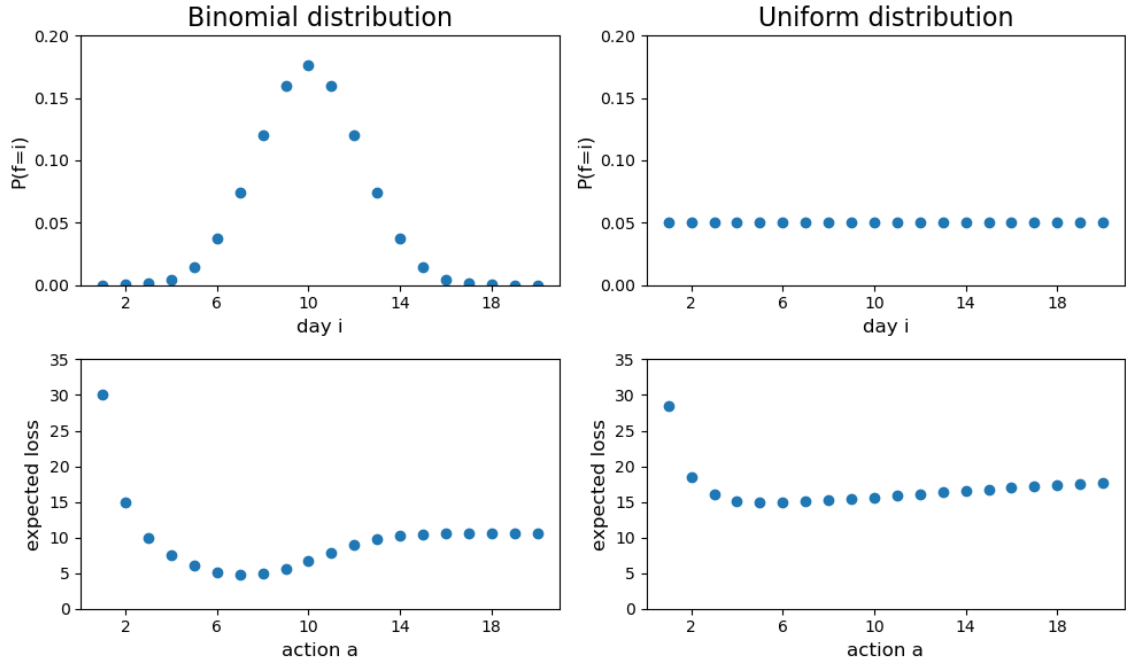 Binomial distribution
0.20
0.15
0.10
0.05
0.00
P(f=i)
2 6 10 14 18
day i
Uniform distribution
0.20
0.15
0.10
0.05
0.00
P(f=i)
2 6 10 14 18
day i
35
30
25
20
15
10
5
0
expected loss
2 6 10 14 18
action a
35
30
25
20
15
10
5
0
expected loss
2 6 10 14 18
action a